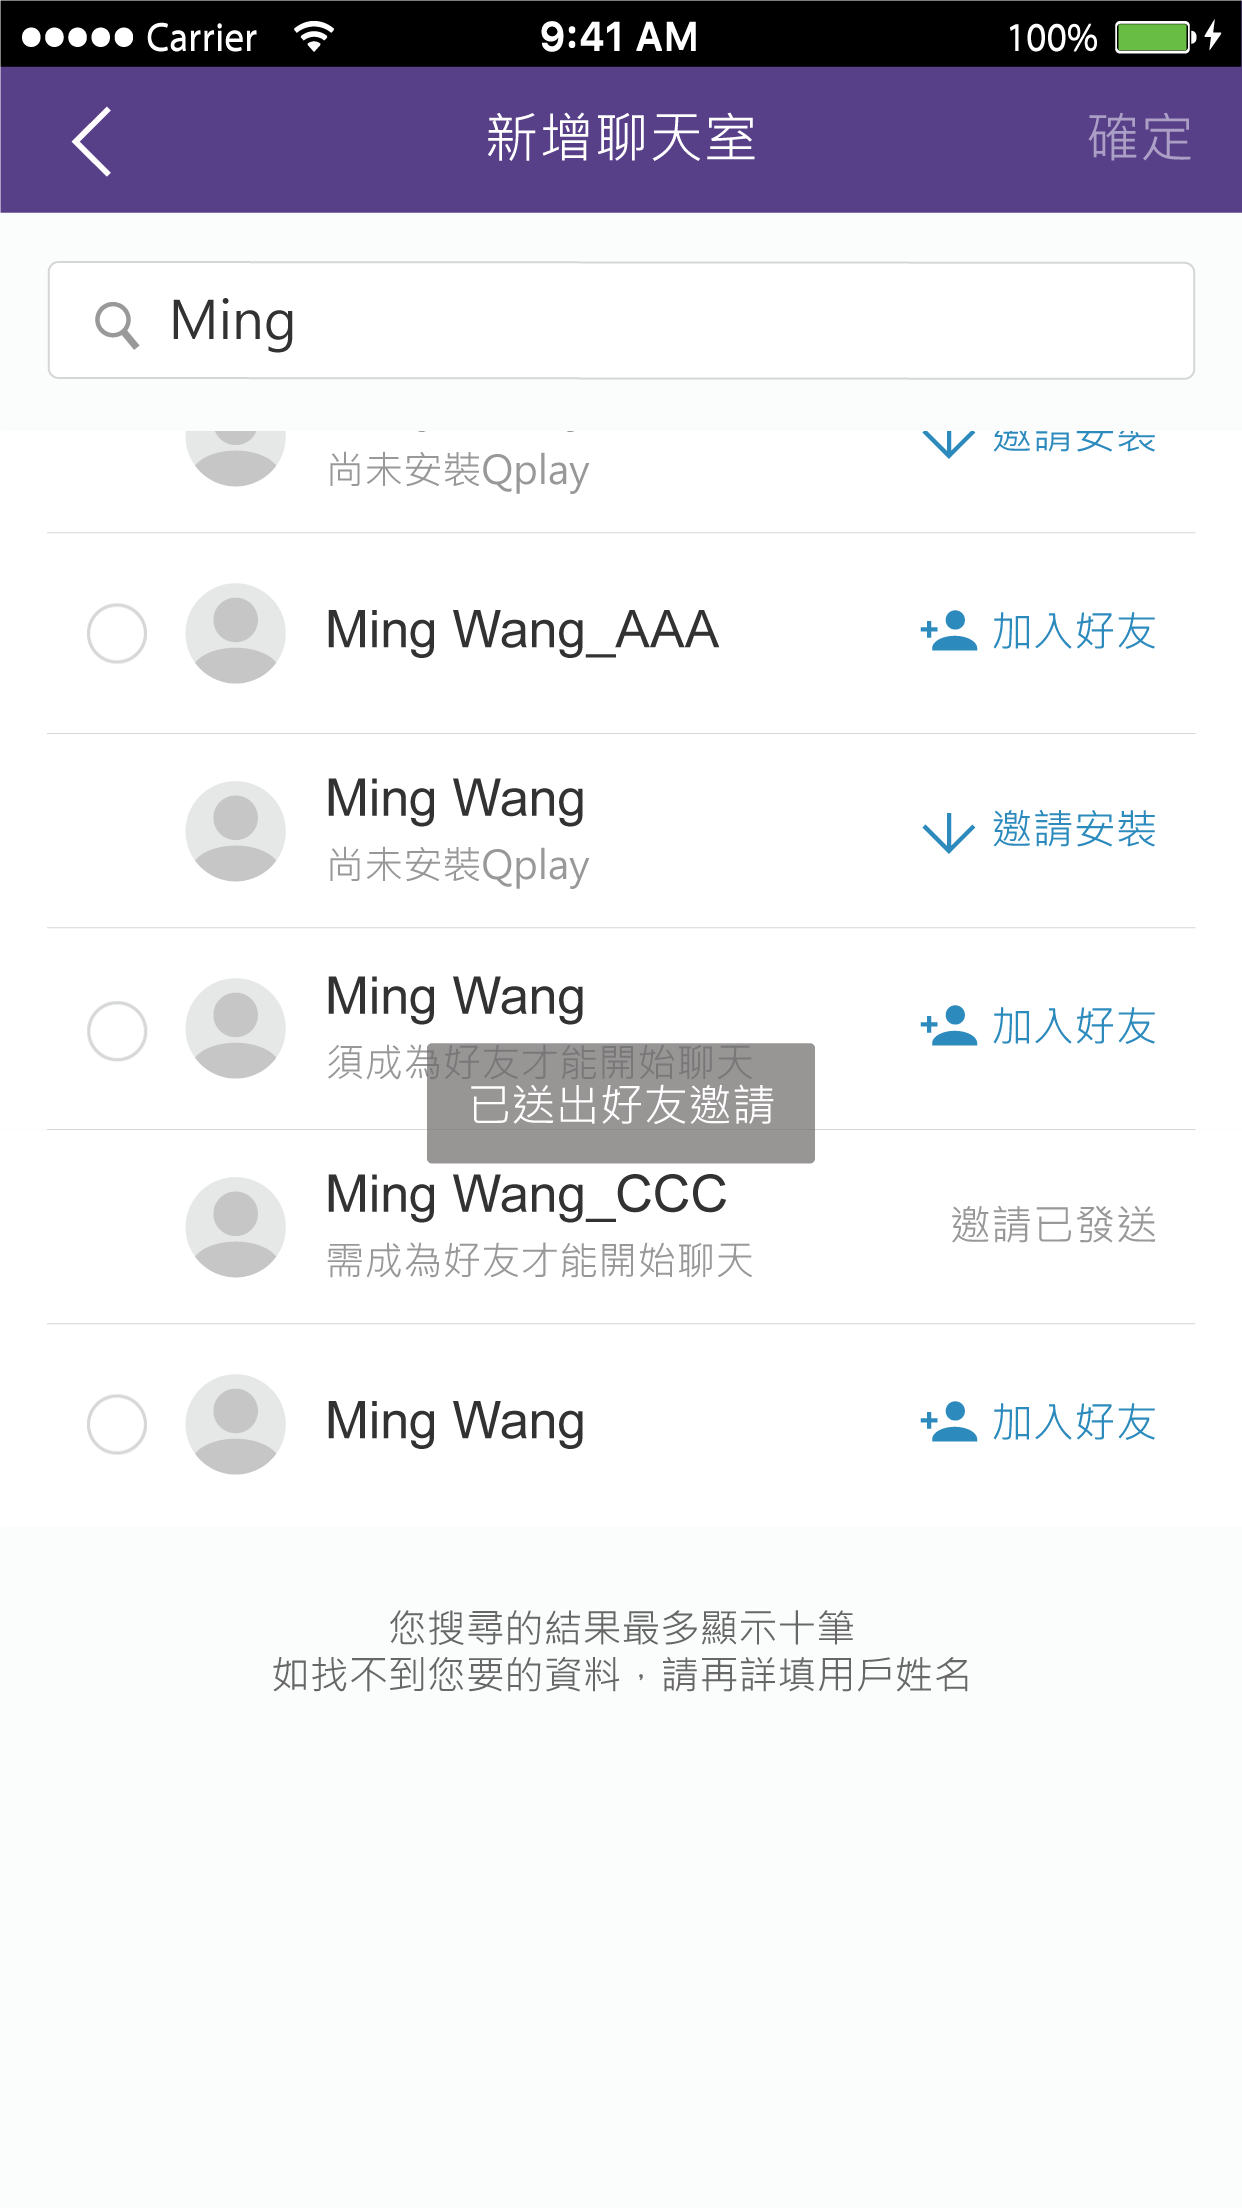 Carrier 9:41 AM 100%
新增聊天室 確定
Ming
尚未安裝Qplay 邀請安裝
Ming Wang_AAA 加入好友
Ming Wang 邀請安裝
尚未安裝Qplay
Ming Wang 加入好友
須成為好友才能開始聊天
已送出好友邀請
Ming Wang_CCC 邀請已發送
需成為好友才能開始聊天
Ming Wang 加入好友
您搜尋的結果最多顯示十筆
如找不到您要的資料，請再詳填用戶姓名